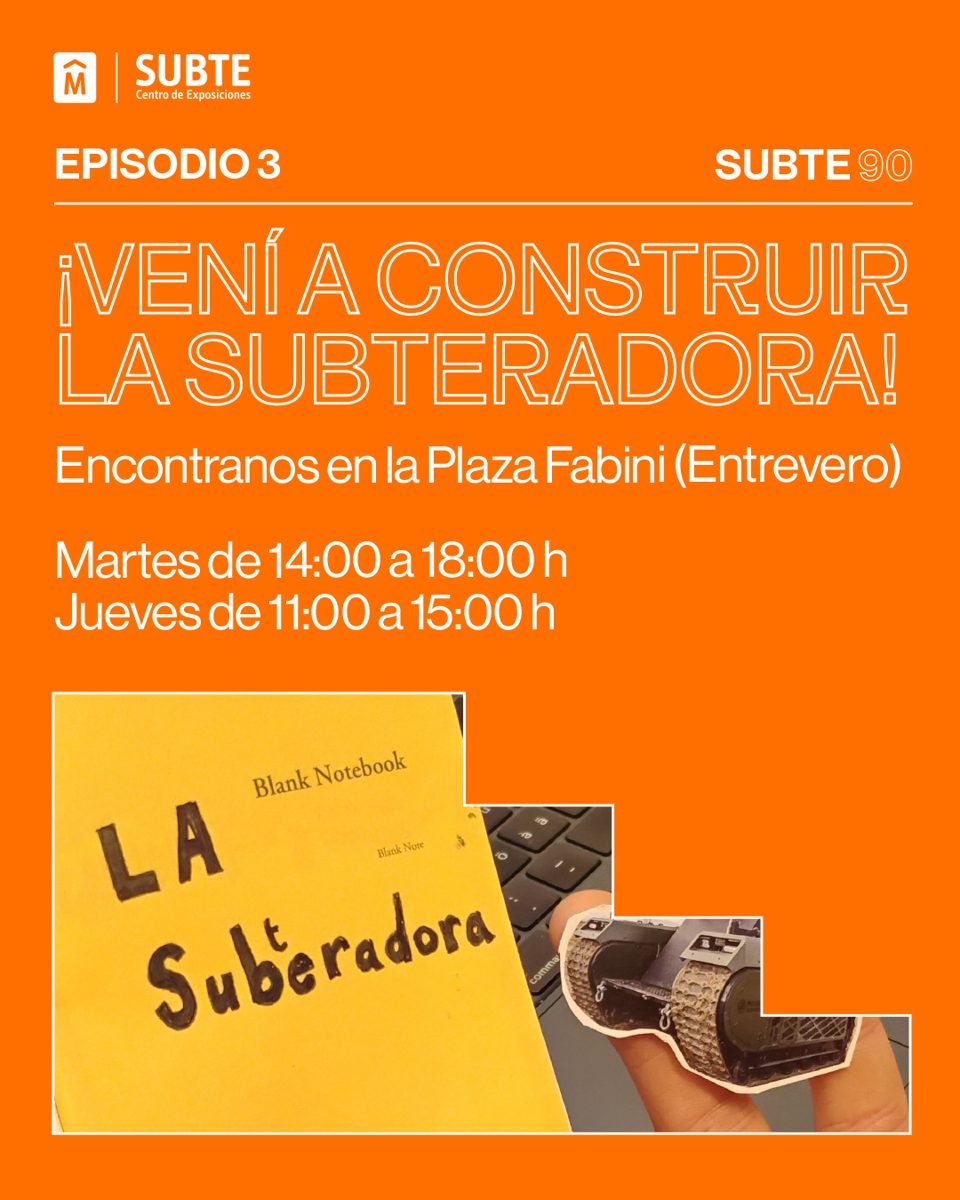 M
SUBTE
Centro de Exposiciones
EPISODIO 3
SUBTE 90
¡VENÍ A CONSTRUIR
LA SUBTERADORA!
Encontranos en la Plaza Fabini (Entrevero)
Martes de 14:00 a 18:00 h
Jueves de 11:00 a 15:00 h
Blank Notebook
LA
Blank Note
Subteradora
command